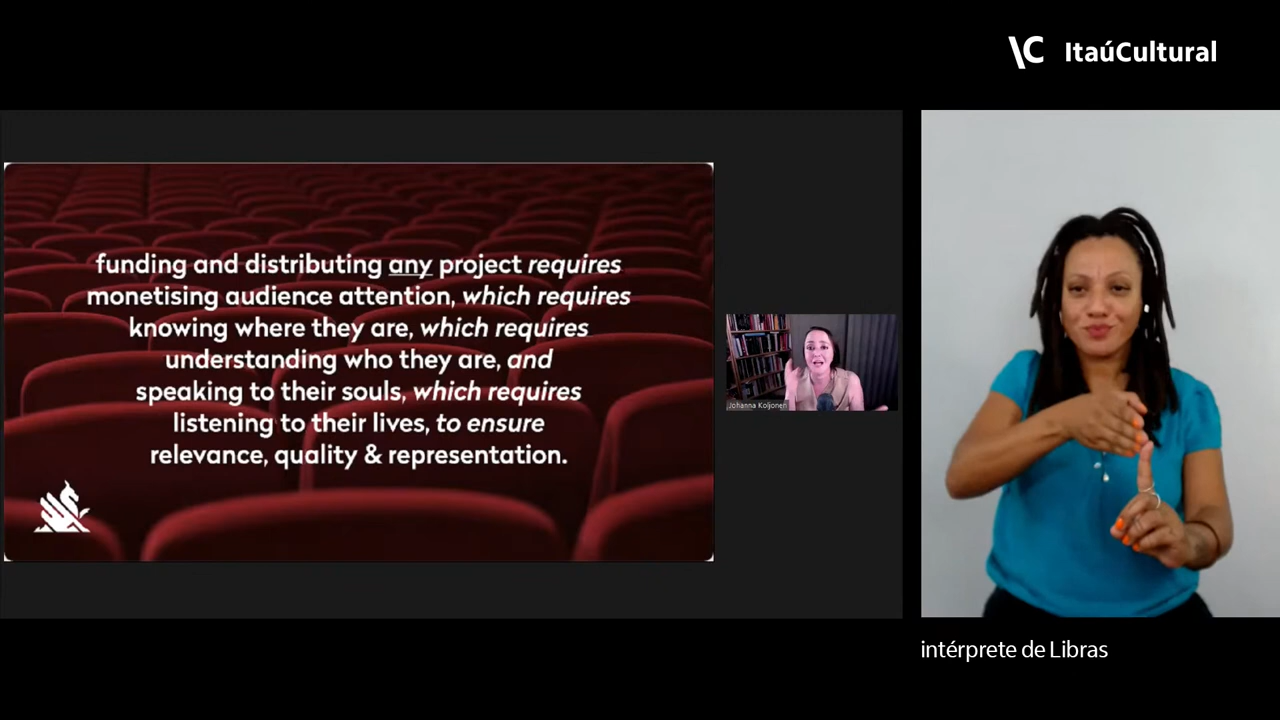 \C ItaúCultural
funding and distributing any project requires
monetising audience attention, which requires
knowing where they are, which requires
understanding who they are, and
speaking to their souls, which requires
listening to their lives, to ensure
relevance, quality & representation.
Johanna Koljonen
intérprete de Libras